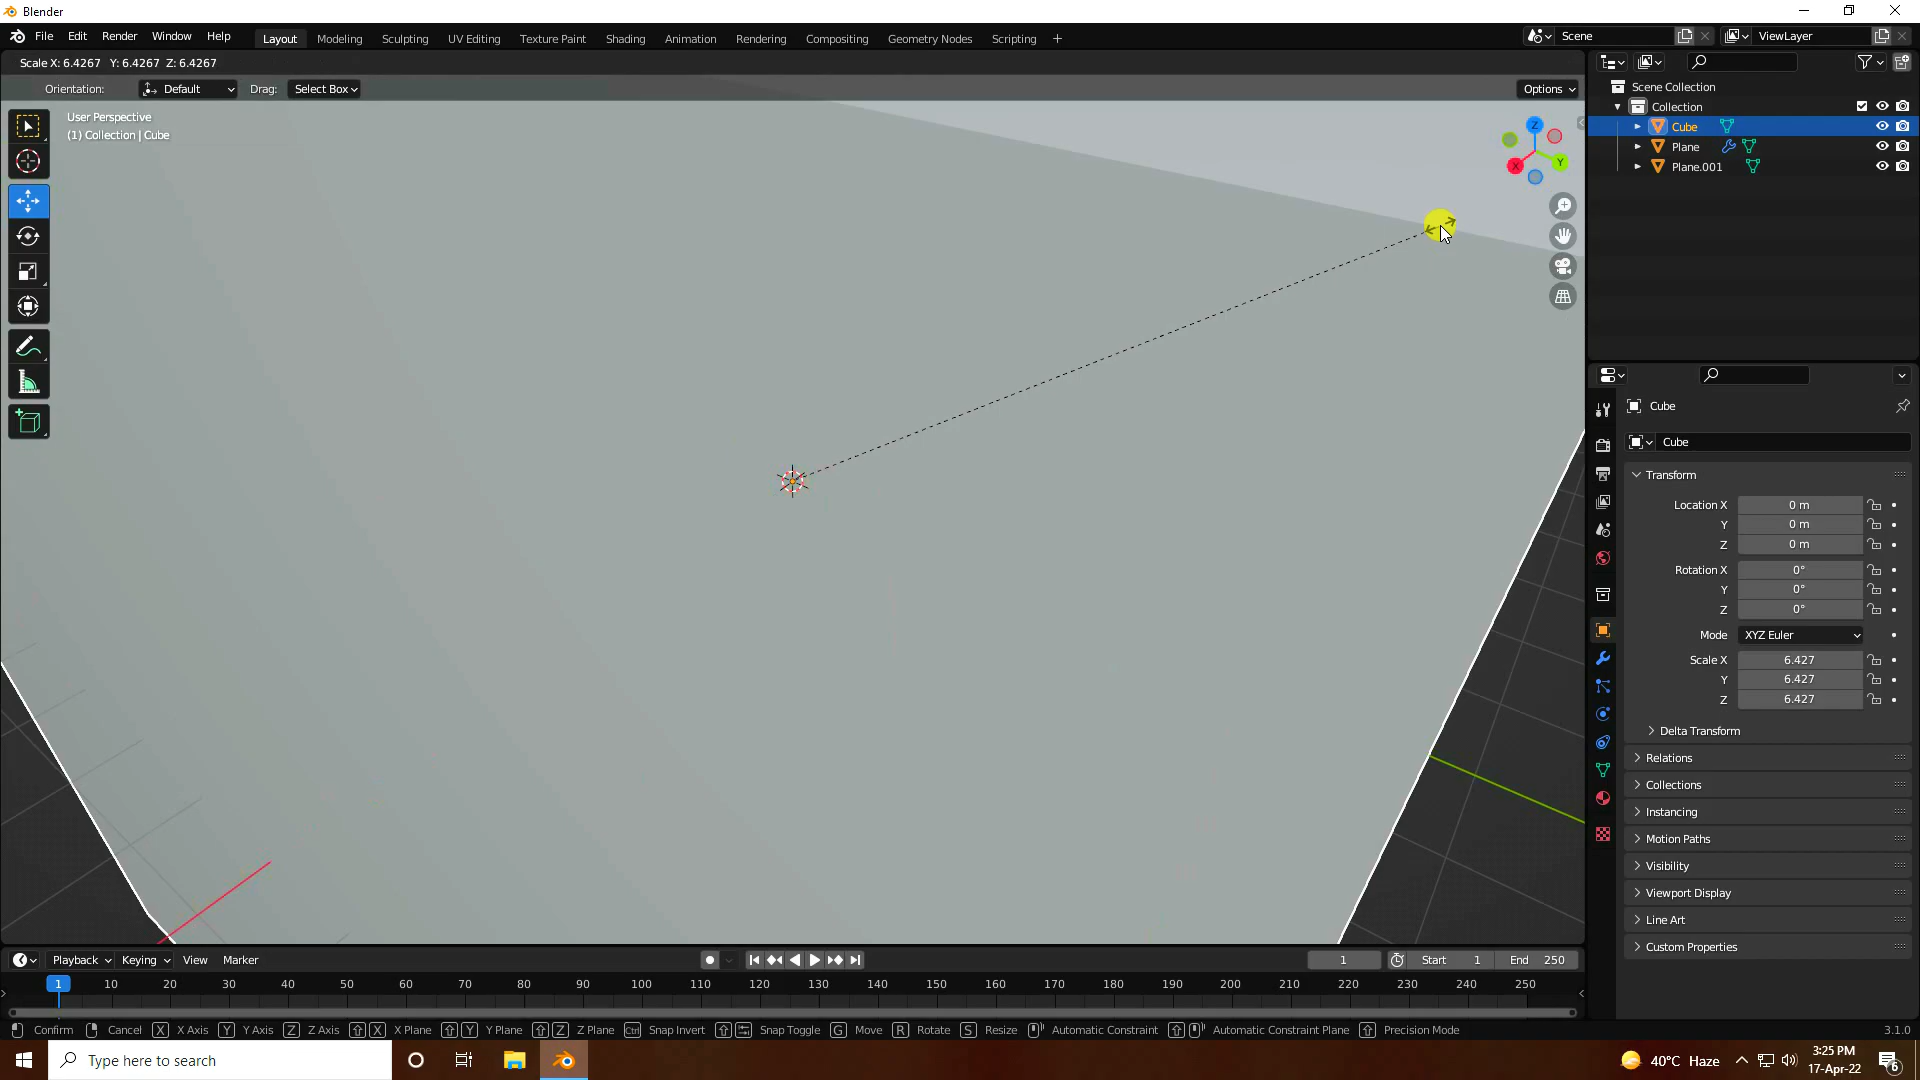 Blender
File Edit Render Window Help Layout Modeling Sculpting UV Editing Texture Paint Shading Animation Rendering Compositing Geometry Nodes Scripting Scene ViewLayer
Scale X: 6.4267 Y: 6.4267 Z: 6.4267
Orientation: Default Drag: Select Box Options
User Perspective
(1) Collection | Cube
Z
Y
X
Scene Collection
Collection
Cube
Plane
Plane.001
Cube
Cube
Transform
Location X 0 m
Y 0 m
Z 0 m
Rotation X 0°
Y 0°
Z 0°
Mode XYZ Euler
Scale X 6.427
Y 6.427
Z 6.427
Delta Transform
Relations
Collections
Instancing
Motion Paths
Visibility
Viewport Display
Line Art
Custom Properties
Playback Keying View Marker 1 Start 1 End 250
1 10 20 30 40 50 60 70 80 90 100 110 120 130 140 150 160 170 180 190 200 210 220 230 240 250
Confirm Cancel X X Axis Y Y Axis Z Z Axis X X Plane Y Y Plane Z Z Plane Ctrl Snap Invert Snap Toggle G Move R Rotate S Resize Automatic Constraint Automatic Constraint Plane Precision Mode 3.1.0
Type here to search 40°C Haze 3:25 PM
17-Apr-22 6